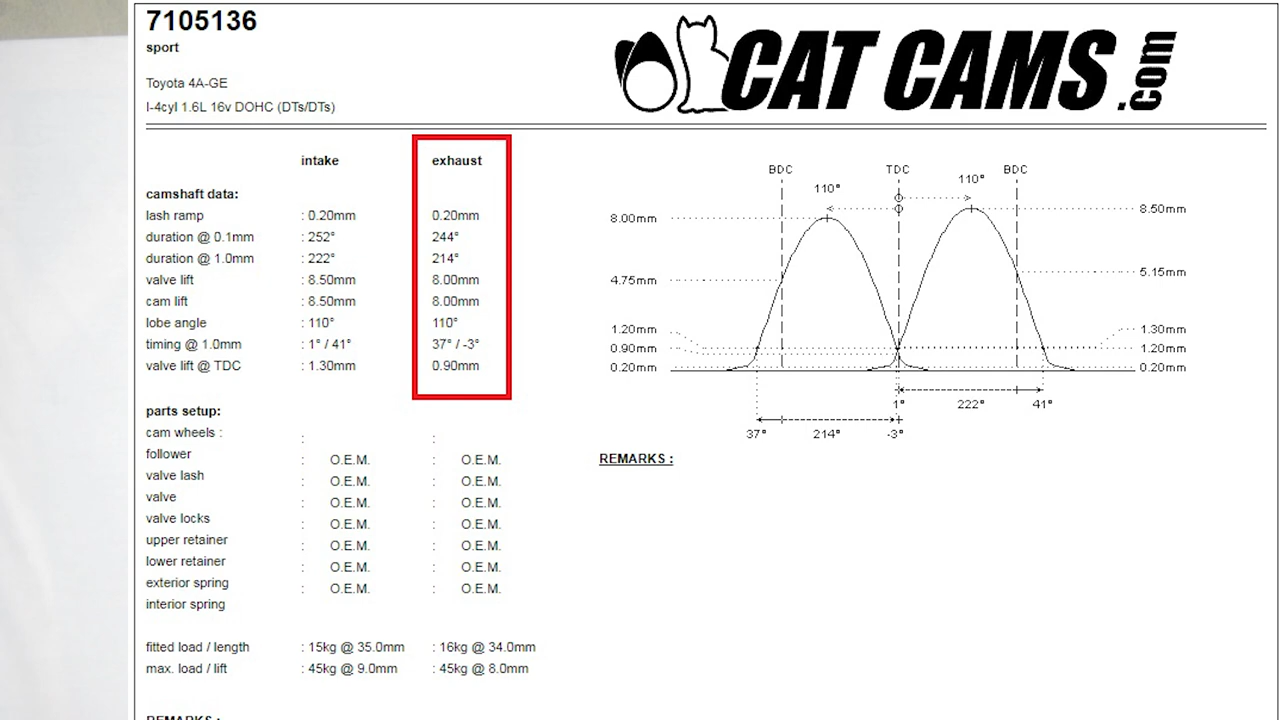 7105136
sport
Toyota 4A-GE
I-4cyl 1.6L 16v DOHC (DTs/DTs)
CAT CAMS.com
intake exhaust
camshaft data:
lash ramp : 0.20mm 0.20mm
duration @ 0.1mm : 252° 244°
duration @ 1.0mm : 222° 214°
valve lift : 8.50mm 8.00mm
cam lift : 8.50mm 8.00mm
lobe angle : 110° 110°
timing @ 1.0mm : 1° / 41° 37° / -3°
valve lift @ TDC : 1.30mm 0.90mm
parts setup:
cam wheels : : :
follower : O.E.M. : O.E.M.
valve lash : O.E.M. : O.E.M.
valve : O.E.M. : O.E.M.
valve locks : O.E.M. : O.E.M.
upper retainer : O.E.M. : O.E.M.
lower retainer : O.E.M. : O.E.M.
exterior spring : O.E.M. : O.E.M.
interior spring
fitted load / length : 15kg @ 35.0mm : 16kg @ 34.0mm
max. load / lift : 45kg @ 9.0mm : 45kg @ 8.0mm
REMARKS :
BDC TDC BDC
110° 110°
8.00mm 8.50mm
4.75mm 5.15mm
1.20mm 1.30mm
0.90mm 1.20mm
0.20mm 0.20mm
1° 222° 41°
37° 214° -3°
REMARKS :